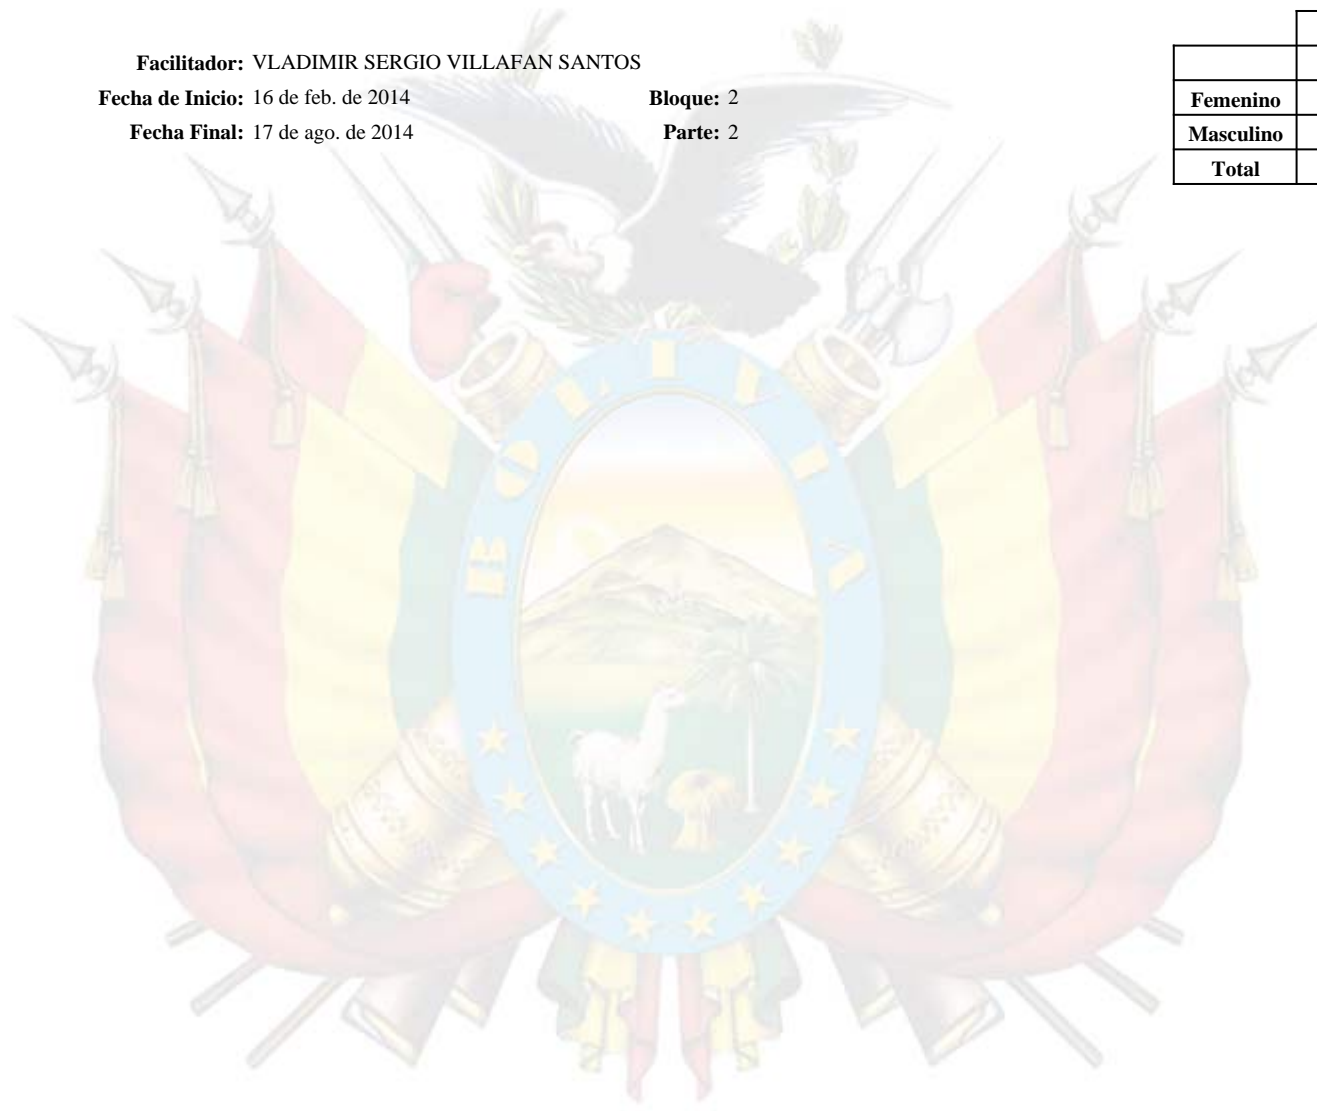 Facilitador: VLADIMIR SERGIO VILLAFAN SANTOS
Fecha de Inicio: 16 de feb. de 2014 Bloque: 2
Fecha Final: 17 de ago. de 2014 Parte: 2
Femenino
Masculino
Total
BOLIVIA